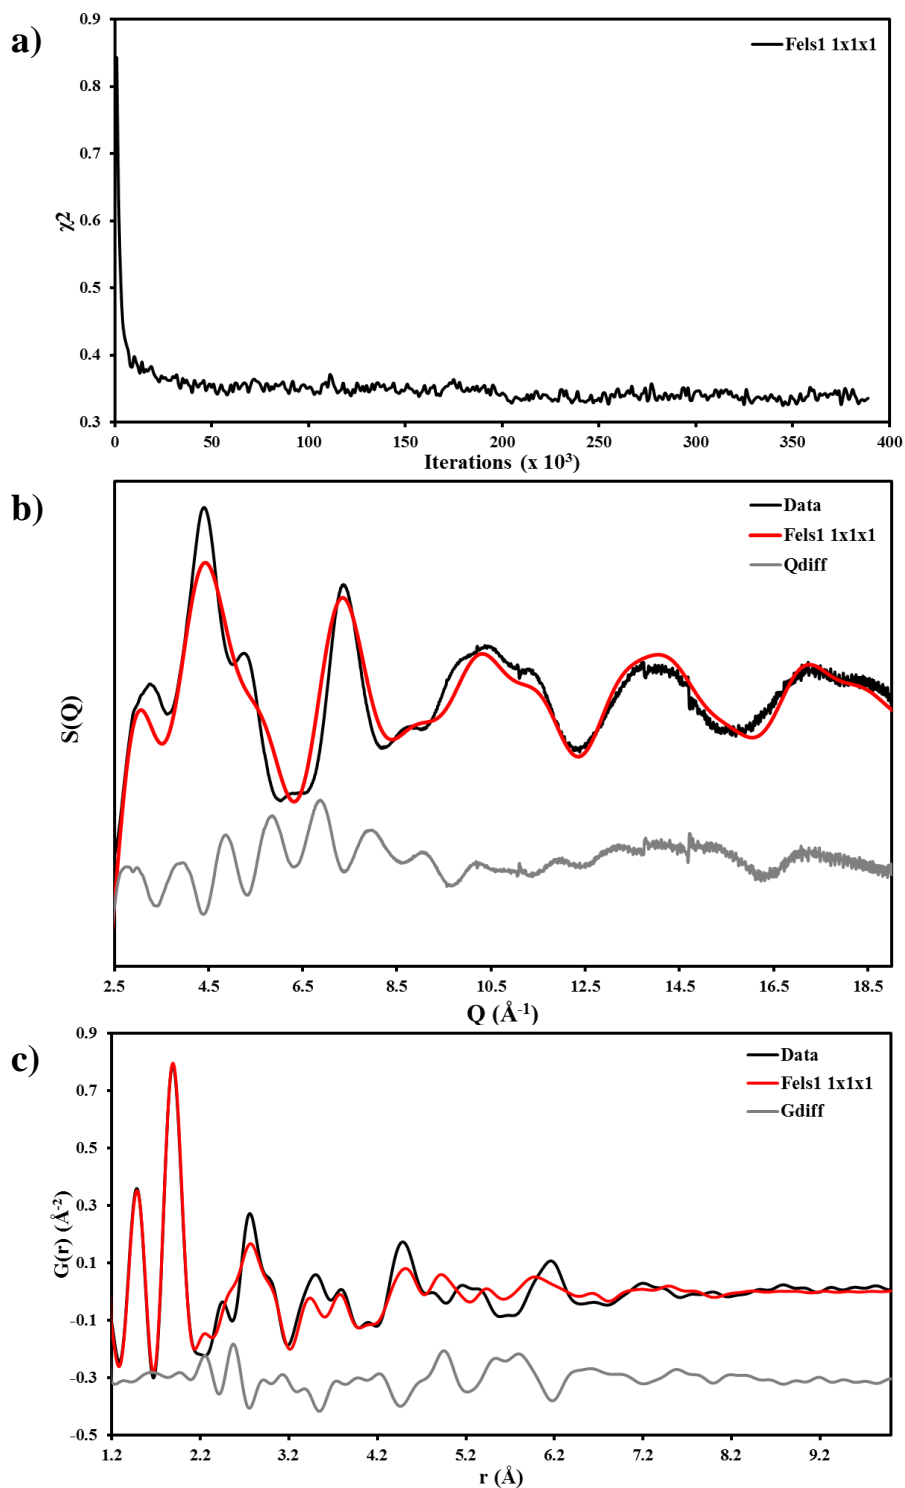 a)
Fels1 1x1x1
0.9
0.8
0.7
0.6
0.5
0.4
0.3
χ2
0 50 100 150 200 250 300 350 400
Iterations (x 10³)
b)
Data
Fels1 1x1x1
Qdiff
S(Q)
2.5 4.5 6.5 8.5 10.5 12.5 14.5 16.5 18.5
Q (Å⁻¹)
c)
Data
Fels1 1x1x1
Gdiff
0.9
0.7
0.5
0.3
0.1
-0.1
-0.3
-0.5
G(r) (Å⁻²)
1.2 2.2 3.2 4.2 5.2 6.2 7.2 8.2 9.2
r (Å)